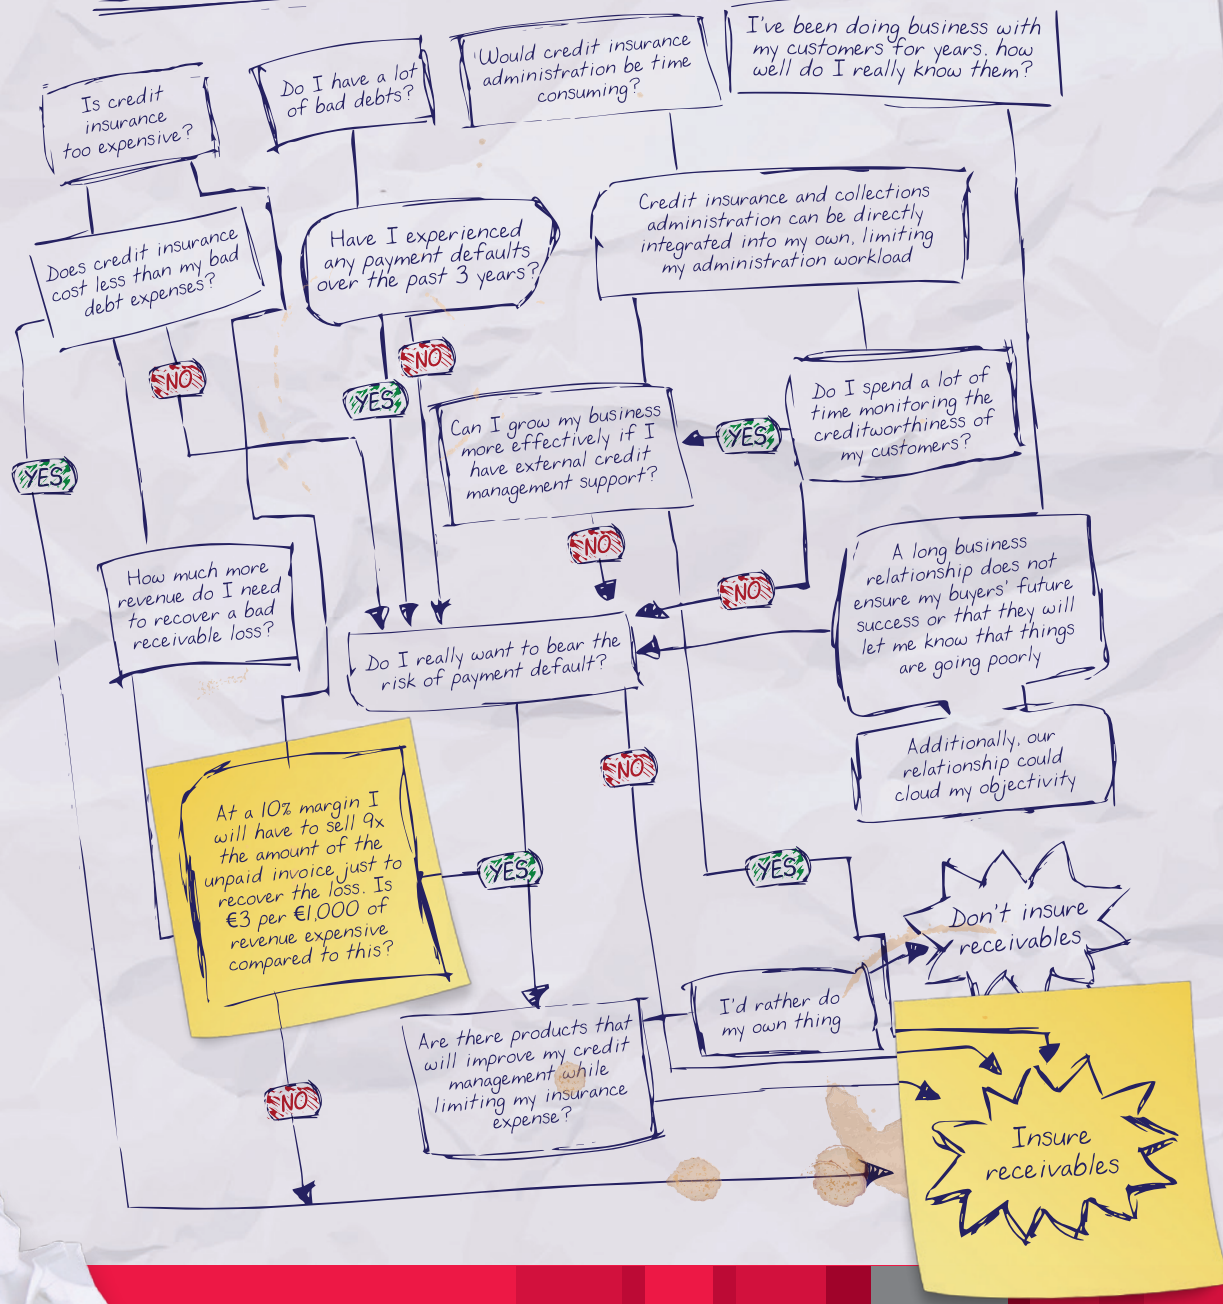 Is credit
insurance
too expensive?
Do I have a lot
of bad debts?
'Would credit insurance
administration be time
consuming?
I've been doing business with
my customers for years. how
well do I really know them?
Does credit insurance
cost less than my bad
debt expenses?
Have I experienced
any payment defaults
over the past 3 years?
Credit insurance and collections
administration can be directly
integrated into my own, limiting
my administration workload
NO
NO
YES
Can I grow my business
more effectively if I
have external credit
management support?
YES
Do I spend a lot of
time monitoring the
creditworthiness of
my customers?
YES
NO
NO
How much more
revenue do I need
to recover a bad
receivable loss?
Do I really want to bear the
risk of payment default?
A long business
relationship does not
ensure my buyers' future
success or that they will
let me know that things
are going poorly
NO
Additionally, our
relationship could
cloud my objectivity
At a 10% margin I
will have to sell 9x
the amount of the
unpaid invoice just to
recover the loss. Is
€3 per €1,000 of
revenue expensive
compared to this?
YES
YES
Don't insure
receivables
I'd rather do
my own thing
Are there products that
will improve my credit
management while
limiting my insurance
expense?
NO
Insure
receivables